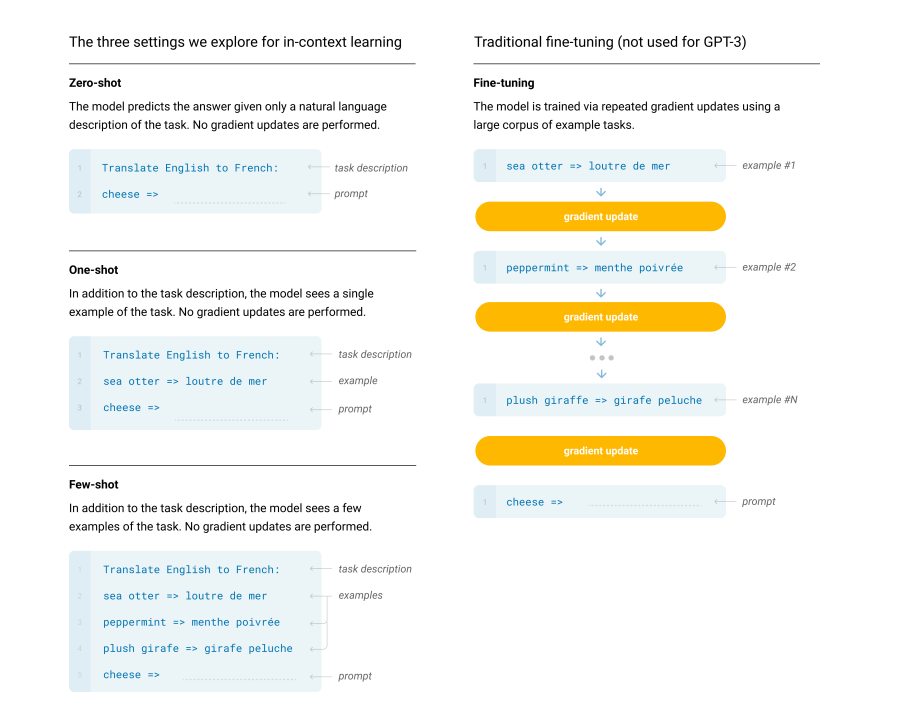 The three settings we explore for in-context learning
Zero-shot
The model predicts the answer given only a natural language
description of the task. No gradient updates are performed.
1 Translate English to French: task description
2 cheese => prompt
One-shot
In addition to the task description, the model sees a single
example of the task. No gradient updates are performed.
1 Translate English to French: task description
2 sea otter => loutre de mer example
3 cheese => prompt
Few-shot
In addition to the task description, the model sees a few
examples of the task. No gradient updates are performed.
1 Translate English to French: task description
2 sea otter => loutre de mer examples
3 peppermint => menthe poivrée
4 plush girafe => girafe peluche
5 cheese => prompt
Traditional fine-tuning (not used for GPT-3)
Fine-tuning
The model is trained via repeated gradient updates using a
large corpus of example tasks.
1 sea otter => loutre de mer example #1
gradient update
1 peppermint => menthe poivrée example #2
gradient update
1 plush giraffe => girafe peluche example #N
gradient update
1 cheese => prompt